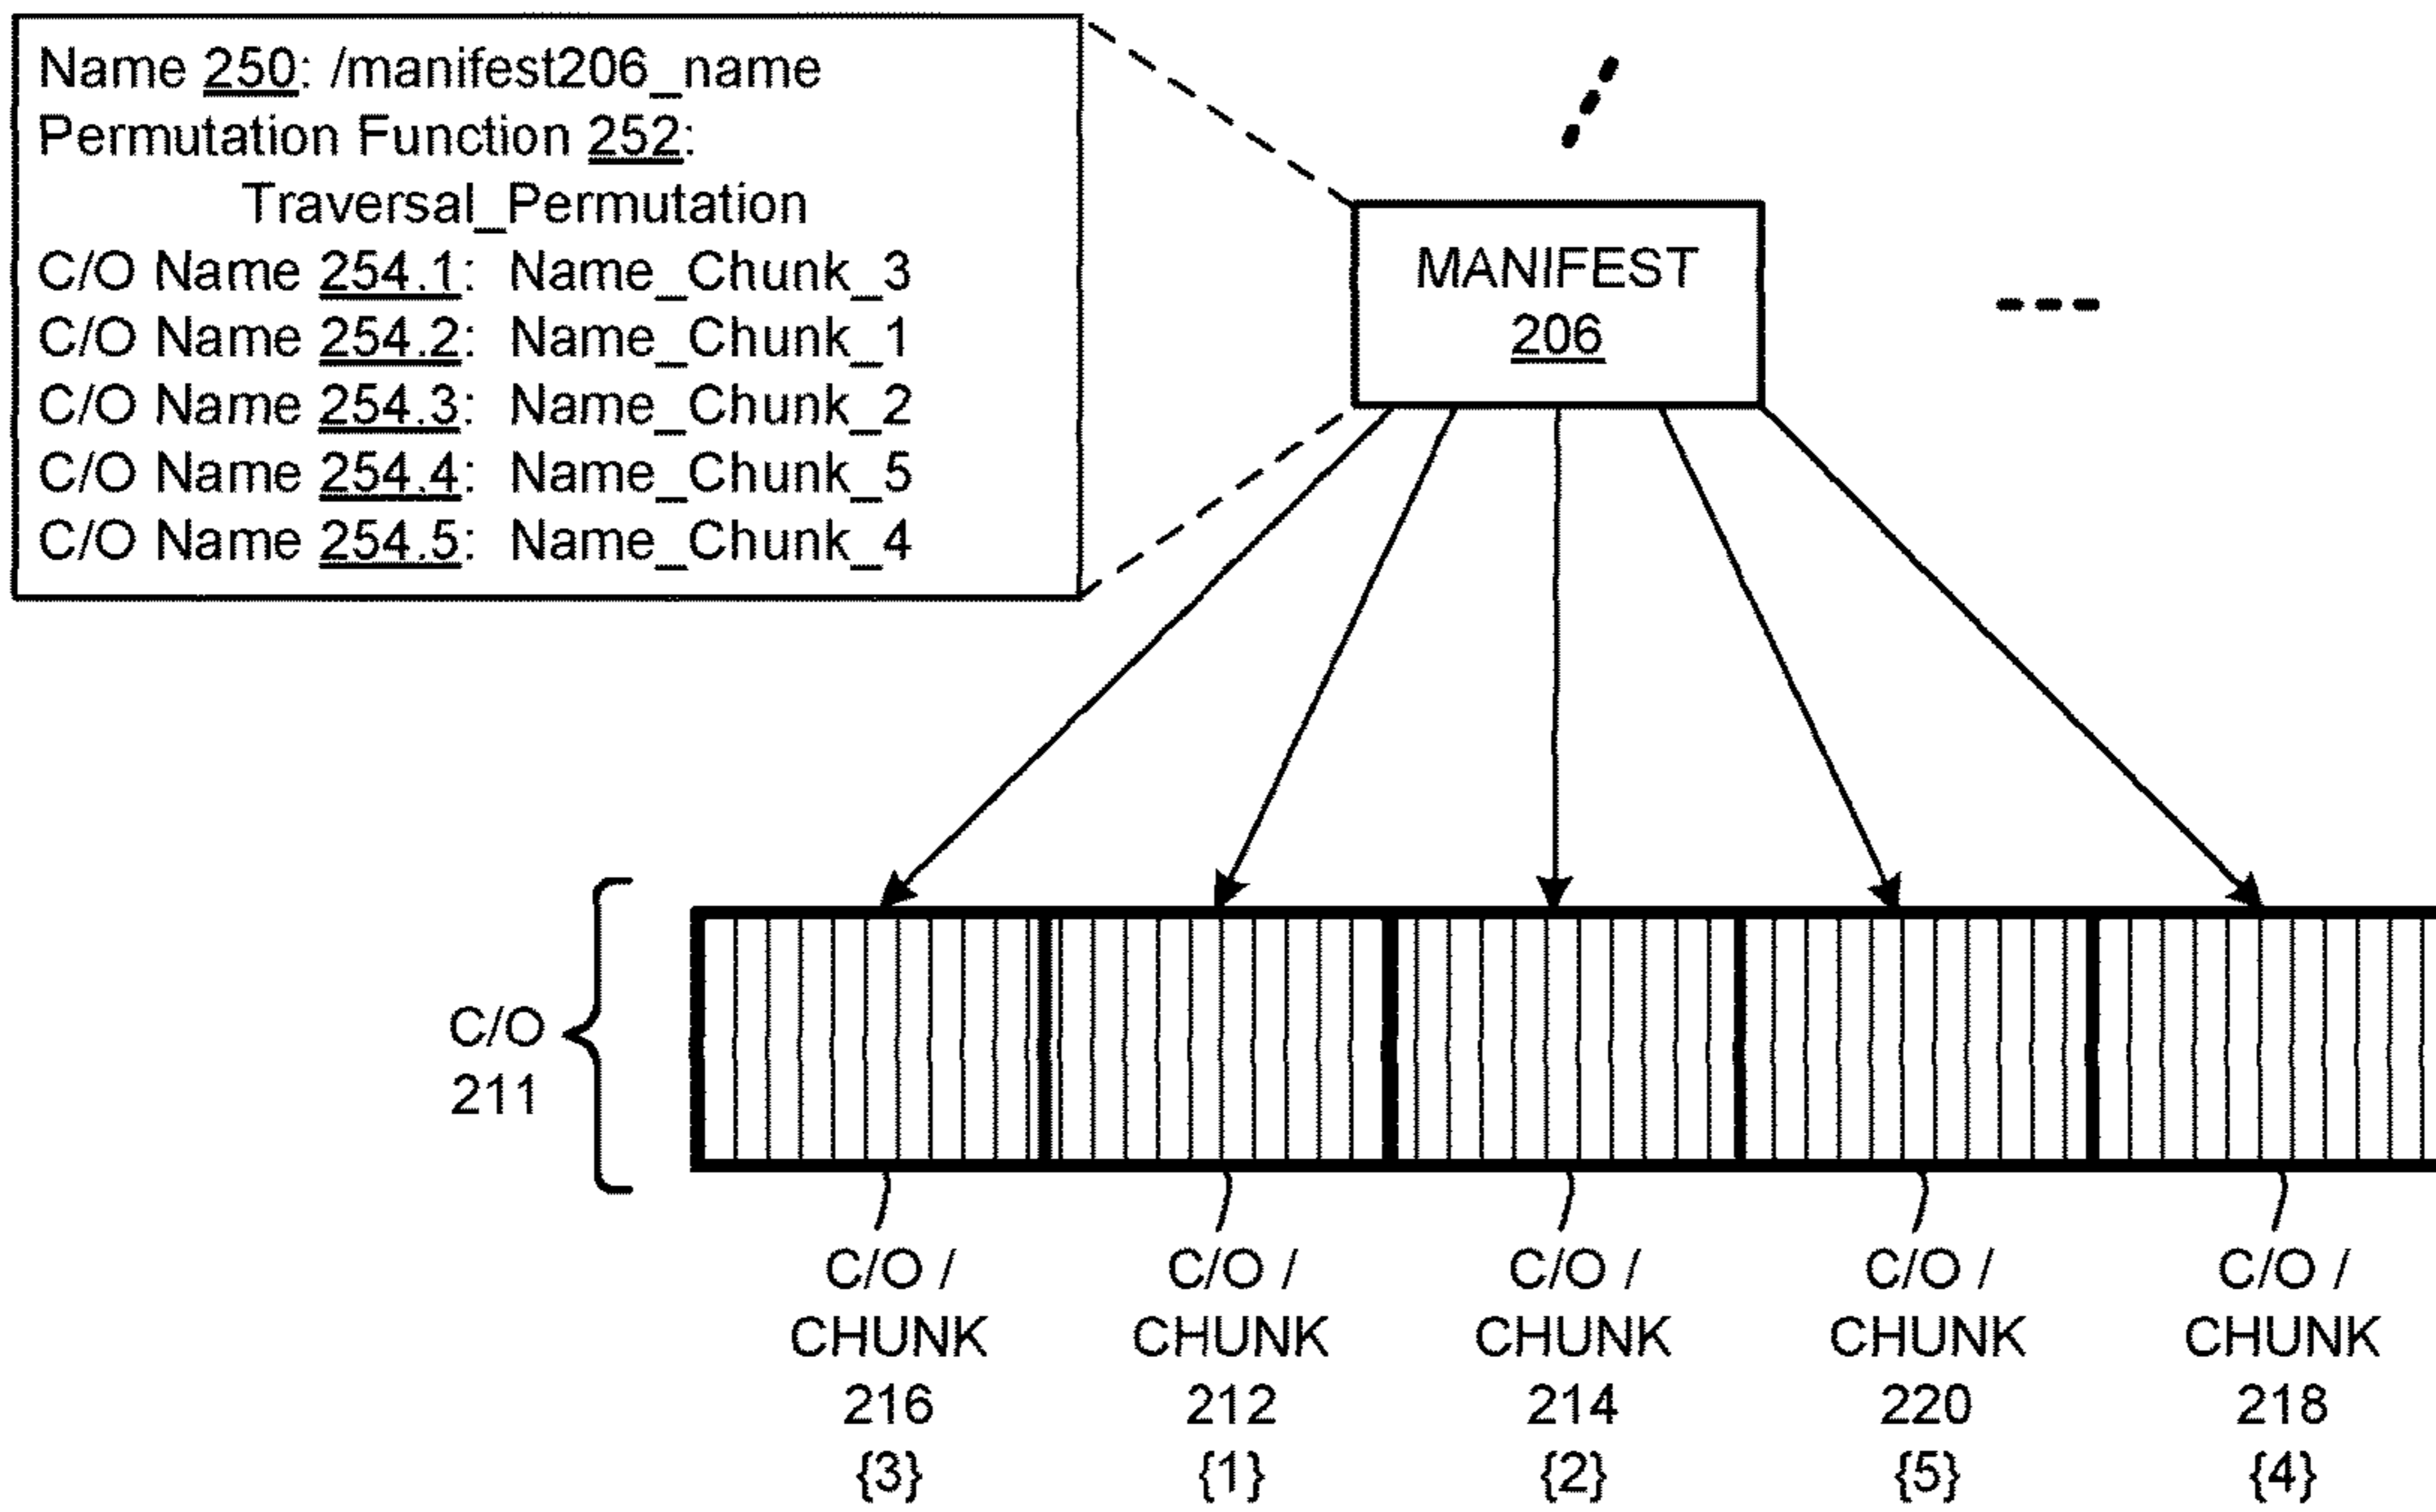 Name 250: /manifest206_name
Permutation Function 252:
Traversal_Permutation
C/O Name 254.1: Name_Chunk_3
C/O Name 254.2: Name_Chunk_1
C/O Name 254.3: Name_Chunk_2
C/O Name 254.4: Name_Chunk_5
C/O Name 254.5: Name_Chunk_4
MANIFEST
206
C/O
211
C/O /
CHUNK
216
{3}
C/O /
CHUNK
212
{1}
C/O /
CHUNK
214
{2}
C/O /
CHUNK
220
{5}
C/O /
CHUNK
218
{4}